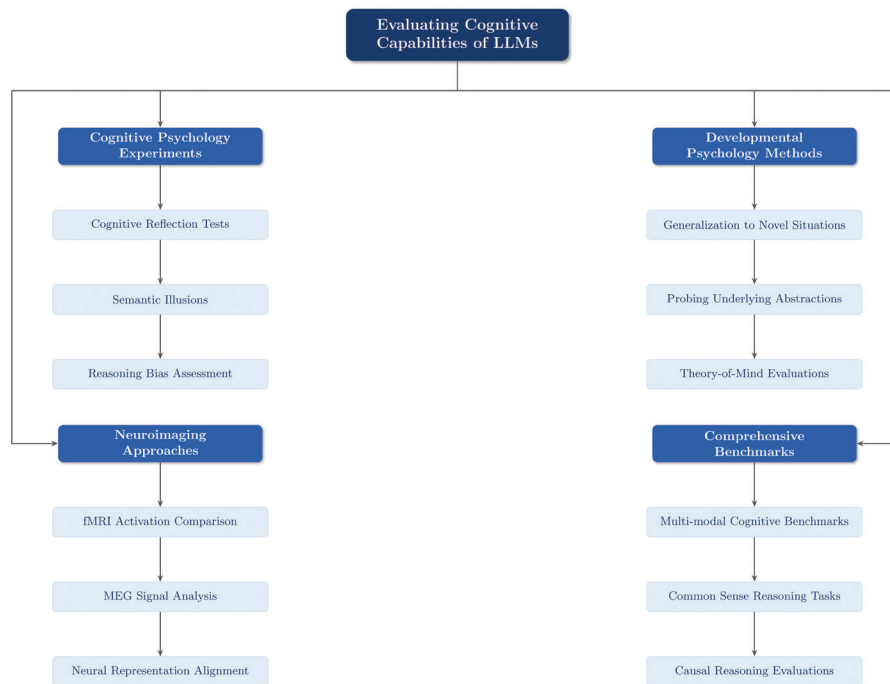 Evaluating Cognitive
Capabilities of LLMs
Cognitive Psychology
Experiments
Cognitive Reflection Tests
Semantic Illusions
Reasoning Bias Assessment
Neuroimaging
Approaches
fMRI Activation Comparison
MEG Signal Analysis
Neural Representation Alignment
Developmental
Psychology Methods
Generalization to Novel Situations
Probing Underlying Abstractions
Theory-of-Mind Evaluations
Comprehensive
Benchmarks
Multi-modal Cognitive Benchmarks
Common Sense Reasoning Tasks
Causal Reasoning Evaluations